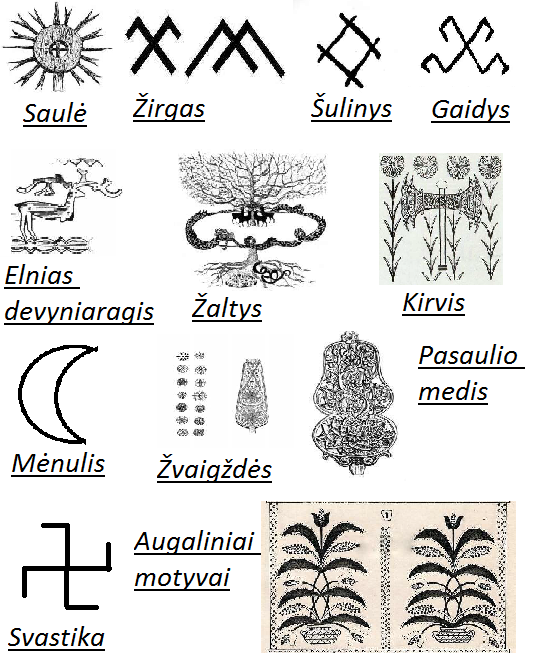 Saulė
Žirgas
Šulinys
Gaidys
Elnias
devyniaragis
Žaltys
Kirvis
Mėnulis
Žvaigždės
Pasaulio
medis
Augaliniai
motyvai
Svastika